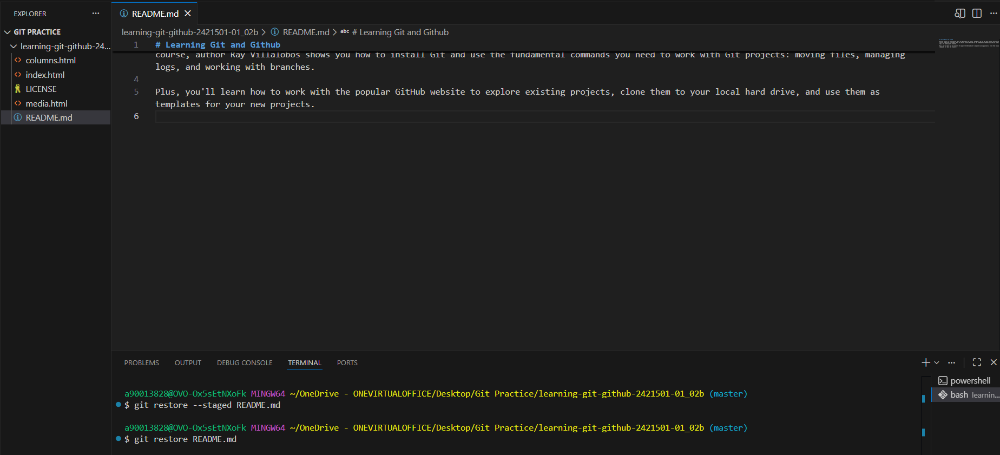 EXPLORER
GIT PRACTICE
learning-git-github-24...
columns.html
index.html
LICENSE
media.html
README.md
README.md
learning-git-github-2421501-01_02b > README.md > abc # Learning Git and Github
1 # Learning Git and Github
course, author Ray Villalobos shows you how to install Git and use the fundamental commands you need to work with Git projects: moving files, managing
logs, and working with branches.
4
5 Plus, you'll learn how to work with the popular GitHub website to explore existing projects, clone them to your local hard drive, and use them as
templates for your new projects.
6
PROBLEMS OUTPUT DEBUG CONSOLE TERMINAL PORTS
a90013828@OVO-Ox5sEtNXoFk MINGW64 ~/OneDrive - ONEVIRTUALOFFICE/Desktop/Git Practice/learning-git-github-2421501-01_02b (master)
$ git restore --staged README.md
a90013828@OVO-Ox5sEtNXoFk MINGW64 ~/OneDrive - ONEVIRTUALOFFICE/Desktop/Git Practice/learning-git-github-2421501-01_02b (master)
$ git restore README.md
powershell
bash learnin...